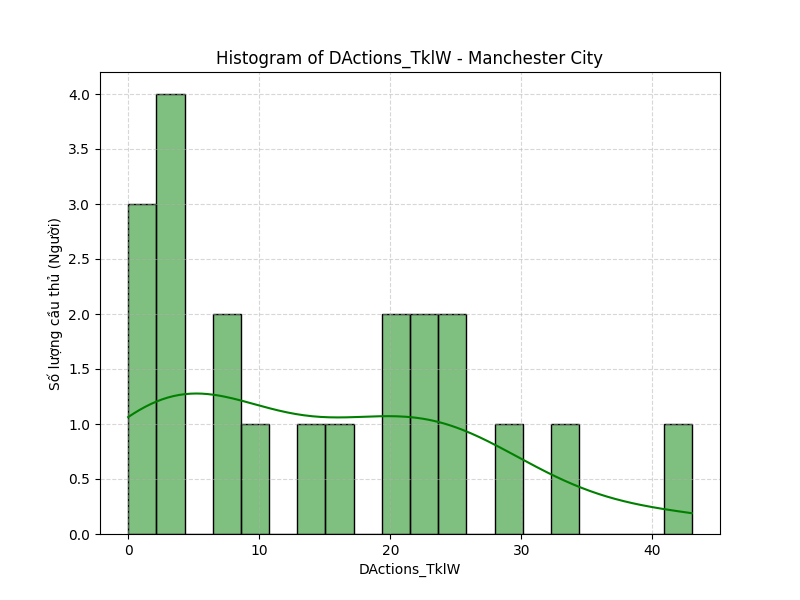 Histogram of DActions_TklW - Manchester City
Số lượng cầu thủ (Người)
4.0
3.5
3.0
2.5
2.0
1.5
1.0
0.5
0.0
0 10 20 30 40
DActions_TklW